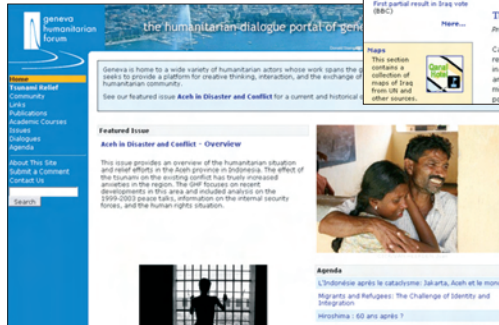 geneva
humanitarian
forum
the humanitarian dialogue portal of gene
First partial result in Iraq vote
(BBC)
More...
Maps
This section
contains a
collection of
maps of Iraq
from UN and
other sources.
Home
Tsunami Relief
Community
Links
Publications
Academic Courses
Issues
Dialogues
Agenda
About This Site
Submit a Comment
Contact Us
Search
Geneva is home to a wide variety of humanitarian actors whose work spans the g
seeks to provide a platform for creative thinking, interaction, and the exchange of
humanitarian community.
See our featured issue Aceh in Disaster and Conflict for a current and historical
Featured Issue
Aceh in Disaster and Conflict - Overview
This issue provides an overview of the humanitarian situation
and relief efforts in the Aceh province in Indonesia. The effect of
the tsunami on the existing conflict has truely increased
anxieties in the region. The GHF focuses on recent
developments in this area and included analysis on the
1999-2003 peace talks, information on the internal security
forces, and the human rights situation.
Agenda
L'Indonésie après le cataclysme: Jakarta, Aceh et le mon
Migrants and Refugees: The Challenge of Identity and
Integration
Hiroshima : 60 ans après ?